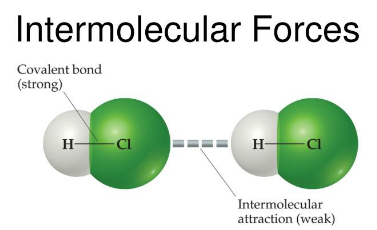 Intermolecular Forces
Covalent bond
(strong)
H Cl
H Cl
Intermolecular
attraction (weak)